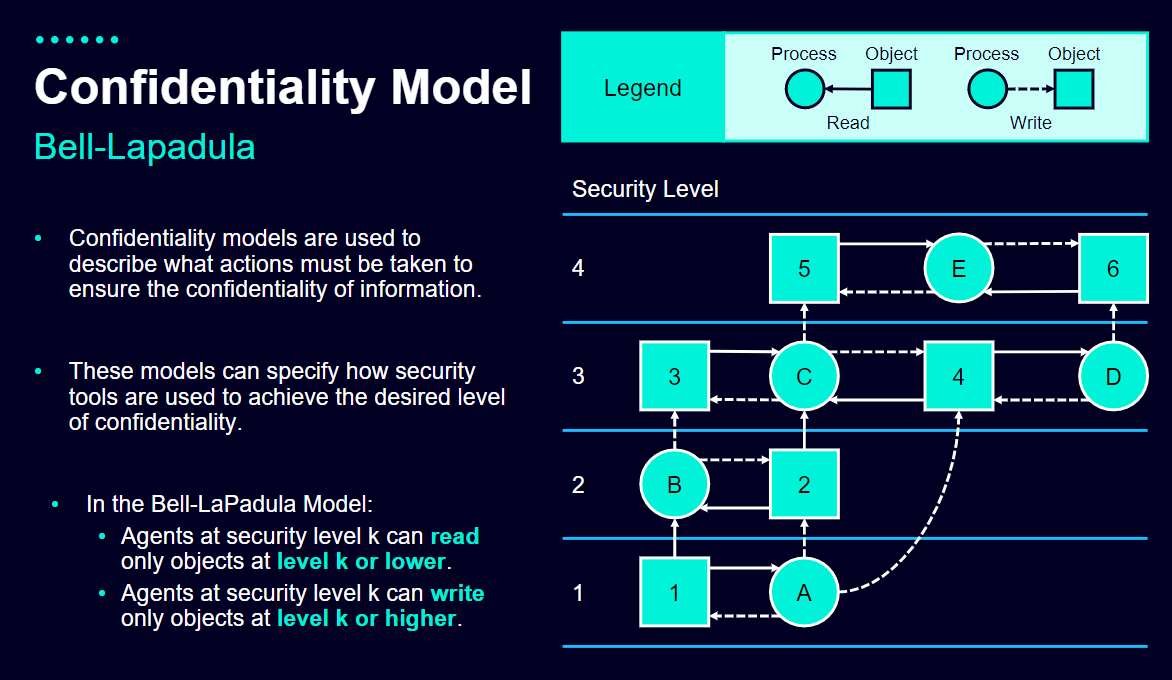 Confidentiality Model
Bell-Lapadula
• Confidentiality models are used to
describe what actions must be taken to
ensure the confidentiality of information.
• These models can specify how security
tools are used to achieve the desired level
of confidentiality.
• In the Bell-LaPadula Model:
• Agents at security level k can read
only objects at level k or lower.
• Agents at security level k can write
only objects at level k or higher.
Legend
Process Object Process Object
Read Write
Security Level
4 5 E 6
3 3 C 4 D
2 B 2
1 1 A